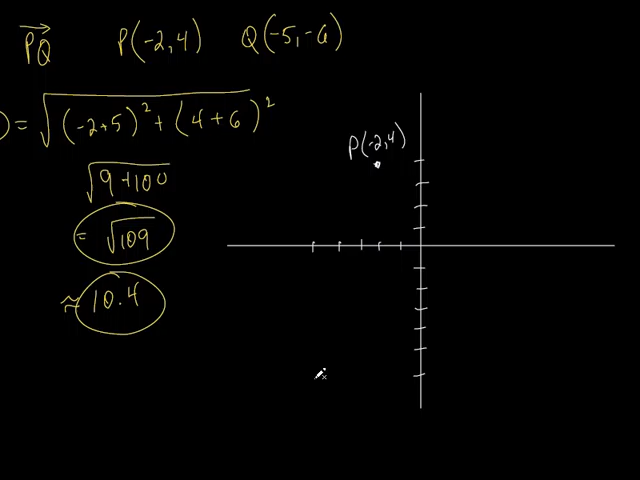 PQ P(-2,4) Q(-5,-6)
) = √(-2+5)² + (4+6)²
P(-2,4)
√9+100
= √109
≈ 10.4